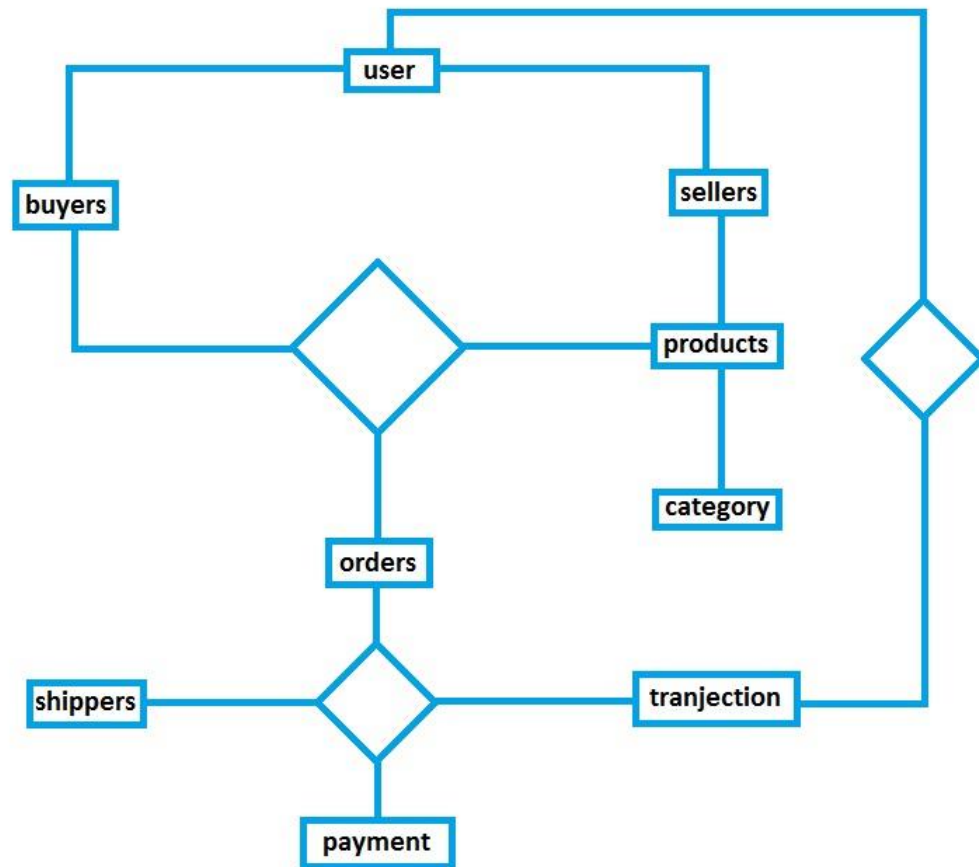 user
buyers
sellers
products
category
orders
shippers
tranjection
payment